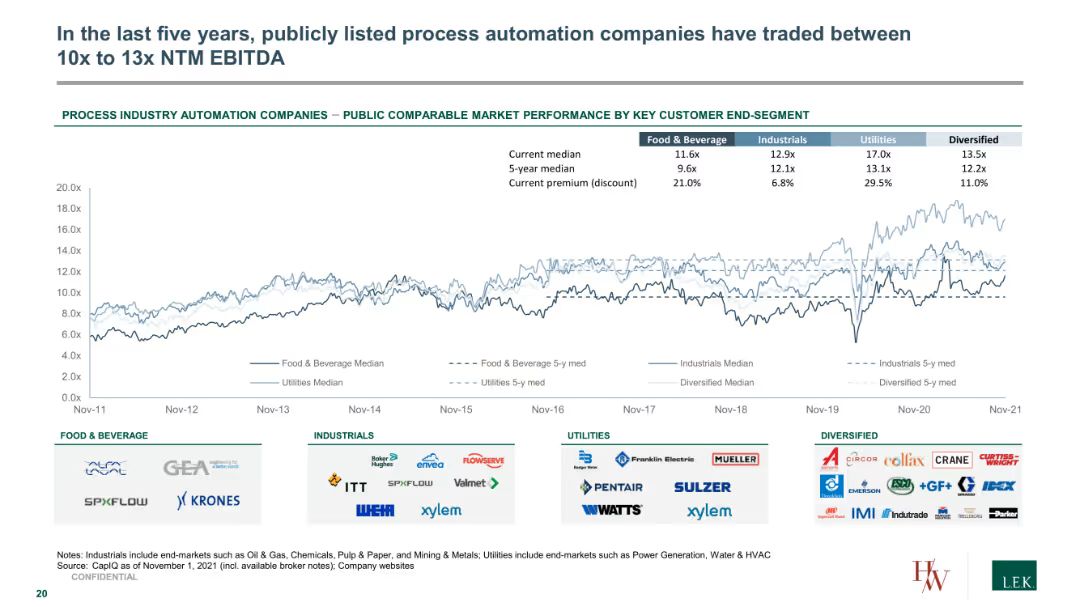 In the last five years, publicly listed process automation companies have traded between
10x to 13x NTM EBITDA
PROCESS INDUSTRY AUTOMATION COMPANIES – PUBLIC COMPARABLE MARKET PERFORMANCE BY KEY CUSTOMER END-SEGMENT
Food & Beverage Industrials Utilities Diversified
Current median 11.6x 12.9x 17.0x 13.5x
5-year median 9.6x 12.1x 13.1x 12.2x
Current premium (discount) 21.0% 6.8% 29.5% 11.0%
20.0x
18.0x
16.0x
14.0x
12.0x
10.0x
8.0x
6.0x
4.0x
2.0x
0.0x
Food & Beverage Median Food & Beverage 5-y med Industrials Median Industrials 5-y med
Utilities Median Utilities 5-y med Diversified Median Diversified 5-y med
Nov-11 Nov-12 Nov-13 Nov-14 Nov-15 Nov-16 Nov-17 Nov-18 Nov-19 Nov-20 Nov-21
FOOD & BEVERAGE
ALFA LAVAL GEA
SPXFLOW KRONES
INDUSTRIALS
Baker Hughes envea FLOWSERVE
ITT SPXFLOW Valmet
WEIR xylem
UTILITIES
Badger Meter Franklin Electric MUELLER
PENTAIR SULZER
WATTS xylem
DIVERSIFIED
CIRCOR colfax CRANE CURTISS-WRIGHT
EMERSON ESCO +GF+ IDEX
Ingersoll Rand IMI Indutrade TRELLEBORG Parker
Notes: Industrials include end-markets such as Oil & Gas, Chemicals, Pulp & Paper, and Mining & Metals; Utilities include end-markets such as Power Generation, Water & HVAC
Source: CapIQ as of November 1, 2021 (incl. available broker notes); Company websites
CONFIDENTIAL
20
HW
L.E.K.